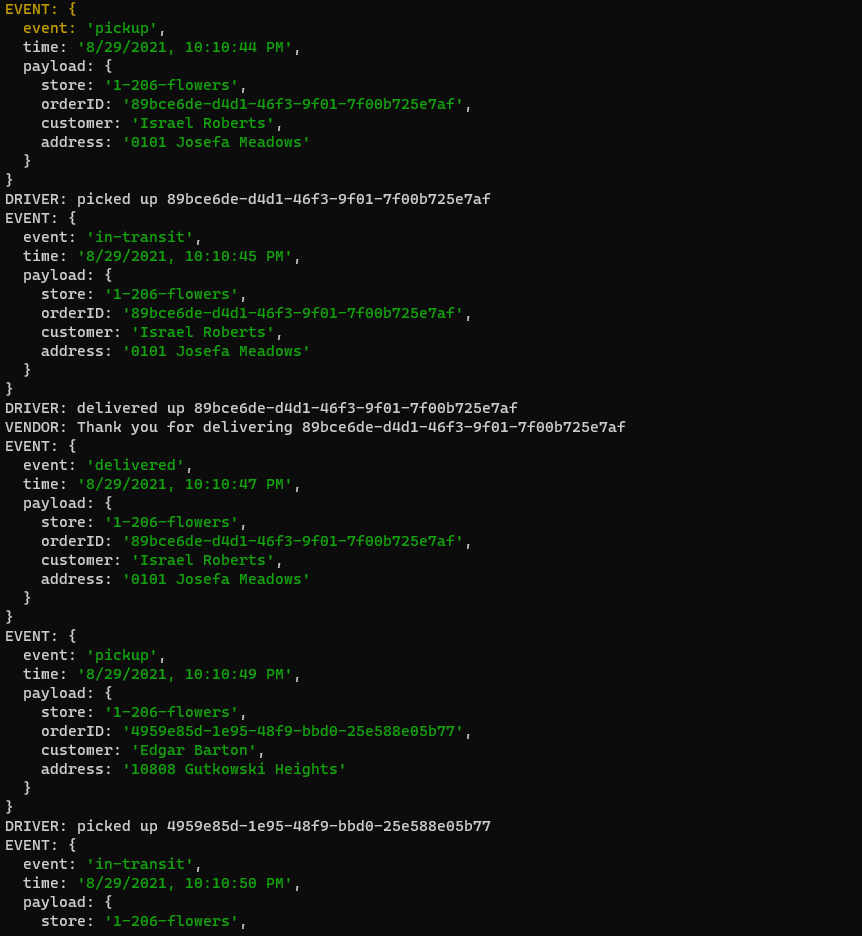 EVENT: {
  event: 'pickup',
  time: '8/29/2021, 10:10:44 PM',
  payload: {
    store: '1-206-flowers',
    orderID: '89bce6de-d4d1-46f3-9f01-7f00b725e7af',
    customer: 'Israel Roberts',
    address: '0101 Josefa Meadows'
  }
}
DRIVER: picked up 89bce6de-d4d1-46f3-9f01-7f00b725e7af
EVENT: {
  event: 'in-transit',
  time: '8/29/2021, 10:10:45 PM',
  payload: {
    store: '1-206-flowers',
    orderID: '89bce6de-d4d1-46f3-9f01-7f00b725e7af',
    customer: 'Israel Roberts',
    address: '0101 Josefa Meadows'
  }
}
DRIVER: delivered up 89bce6de-d4d1-46f3-9f01-7f00b725e7af
VENDOR: Thank you for delivering 89bce6de-d4d1-46f3-9f01-7f00b725e7af
EVENT: {
  event: 'delivered',
  time: '8/29/2021, 10:10:47 PM',
  payload: {
    store: '1-206-flowers',
    orderID: '89bce6de-d4d1-46f3-9f01-7f00b725e7af',
    customer: 'Israel Roberts',
    address: '0101 Josefa Meadows'
  }
}
EVENT: {
  event: 'pickup',
  time: '8/29/2021, 10:10:49 PM',
  payload: {
    store: '1-206-flowers',
    orderID: '4959e85d-1e95-48f9-bbd0-25e588e05b77',
    customer: 'Edgar Barton',
    address: '10808 Gutkowski Heights'
  }
}
DRIVER: picked up 4959e85d-1e95-48f9-bbd0-25e588e05b77
EVENT: {
  event: 'in-transit',
  time: '8/29/2021, 10:10:50 PM',
  payload: {
    store: '1-206-flowers',